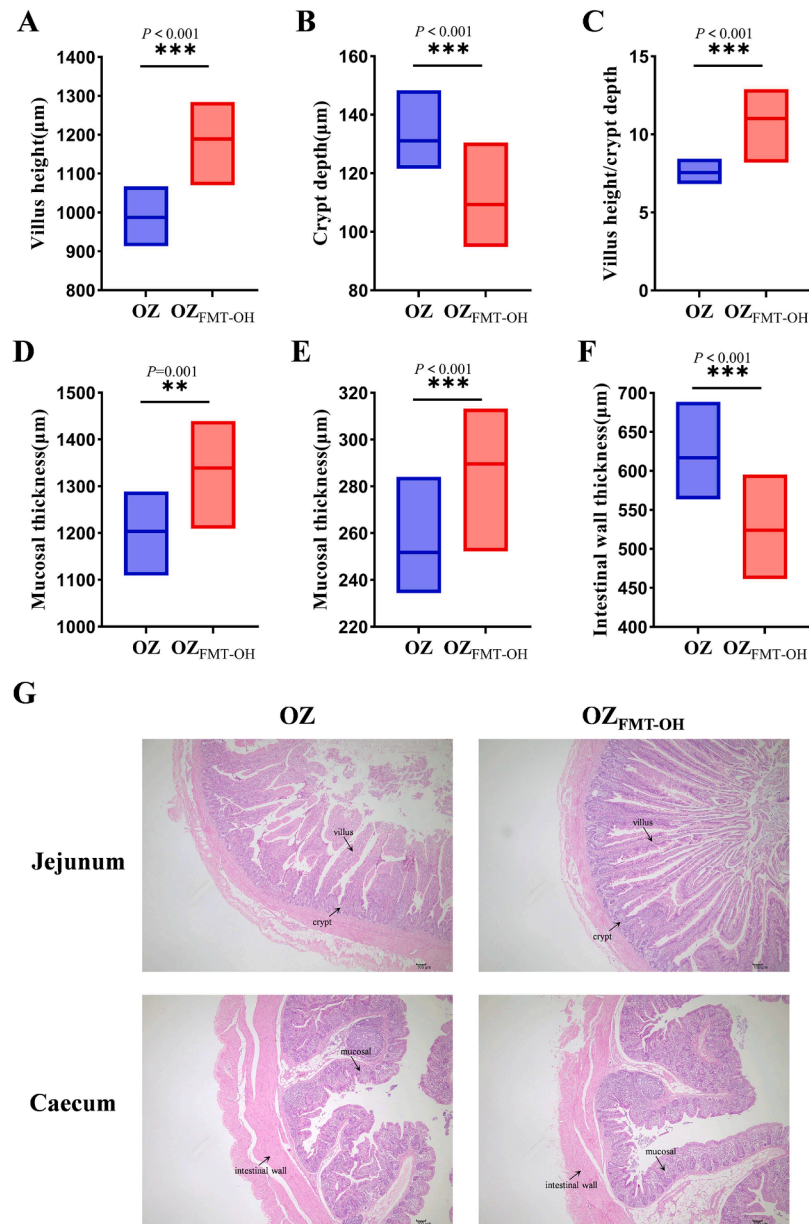 A
P < 0.001
***
1400
1300
1200
1100
1000
900
800
Villus height(μm)
OZ
OZFMT-OH
B
P < 0.001
***
160
140
120
100
80
Crypt depth(μm)
OZ
OZFMT-OH
C
P < 0.001
***
15
10
5
0
Villus height/crypt depth
OZ
OZFMT-OH
D
P=0.001
**
1500
1400
1300
1200
1100
1000
Mucosal thickness(μm)
OZ
OZFMT-OH
E
P < 0.001
***
320
300
280
260
240
220
Mucosal thickness(μm)
OZ
OZFMT-OH
F
P < 0.001
***
700
650
600
550
500
450
400
Intestinal wall thickness(μm)
OZ
OZFMT-OH
G
OZ
OZFMT-OH
Jejunum
villus
crypt
villus
crypt
Caecum
mucosal
intestinal wall
mucosal
intestinal wall